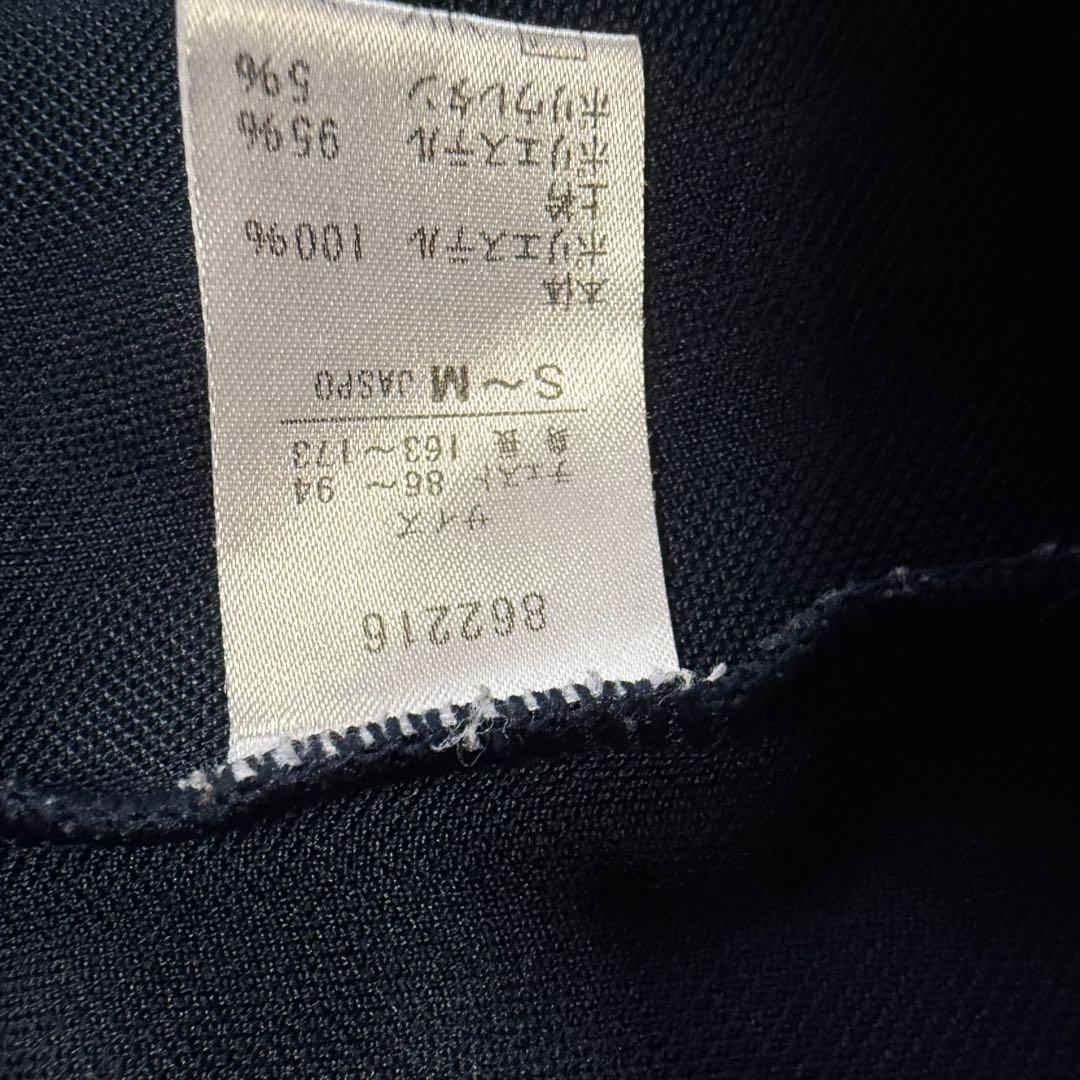 862216
サイズ
チェスト 86～ 94
身 長 163～173
S～M JASPO
本体
ポリエステル 100%
上衿
ポリエステル 95%
ポリウレタン 5%